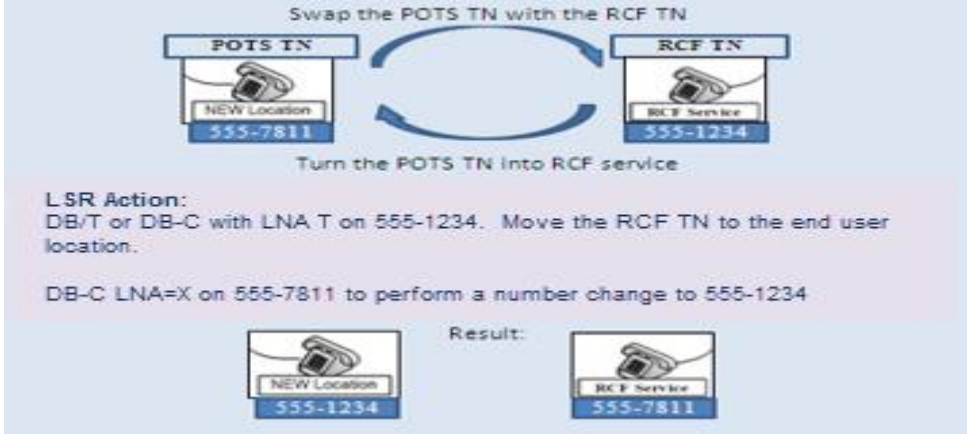 Swap the POTS TN with the RCF TN
POTS TN
RCF TN
NEW Location
RCF Service
555-7811
555-1234
Turn the POTS TN into RCF service
LSR Action:
DB/T or DB-C with LNA T on 555-1234. Move the RCF TN to the end user
location.
DB-C LNA=X on 555-7811 to perform a number change to 555-1234
Result:
NEW Location
RCF Service
555-1234
555-7811